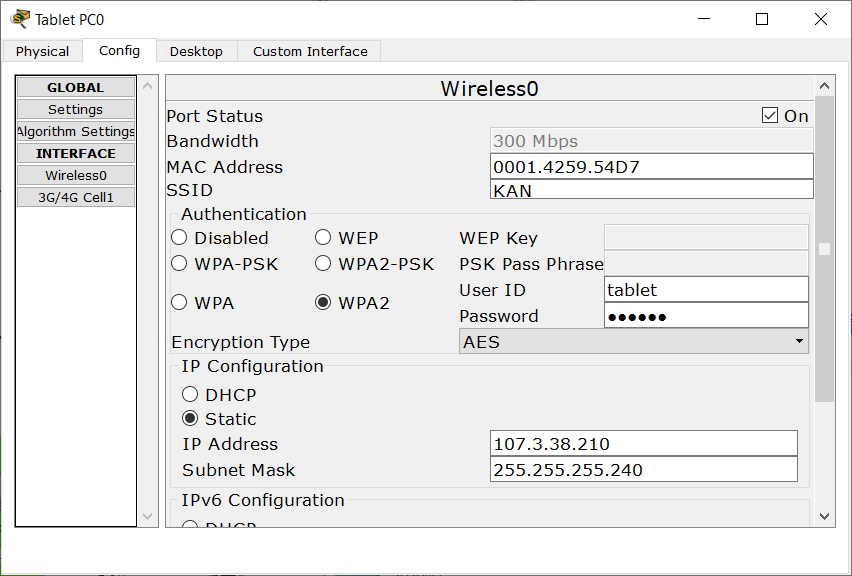 Tablet PC0
Physical Config Desktop Custom Interface
GLOBAL
Settings
Algorithm Settings
INTERFACE
Wireless0
3G/4G Cell1
Wireless0
Port Status On
Bandwidth 300 Mbps
MAC Address 0001.4259.54D7
SSID KAN
Authentication
Disabled WEP WEP Key
WPA-PSK WPA2-PSK PSK Pass Phrase
User ID tablet
WPA WPA2
Password ●●●●●●
Encryption Type AES
IP Configuration
DHCP
Static
IP Address 107.3.38.210
Subnet Mask 255.255.255.240
IPv6 Configuration
DHCP